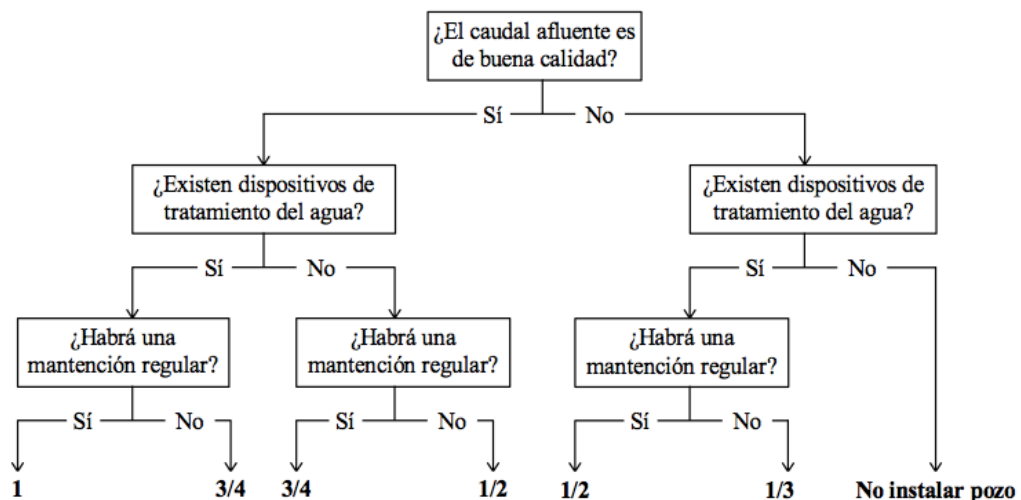 ¿El caudal afluente es
de buena calidad?
Sí
No
¿Existen dispositivos de
tratamiento del agua?
¿Existen dispositivos de
tratamiento del agua?
Sí
No
Sí
No
¿Habrá una
mantención regular?
¿Habrá una
mantención regular?
¿Habrá una
mantención regular?
Sí
No
Sí
No
Sí
No
1
3/4
3/4
1/2
1/2
1/3
No instalar pozo